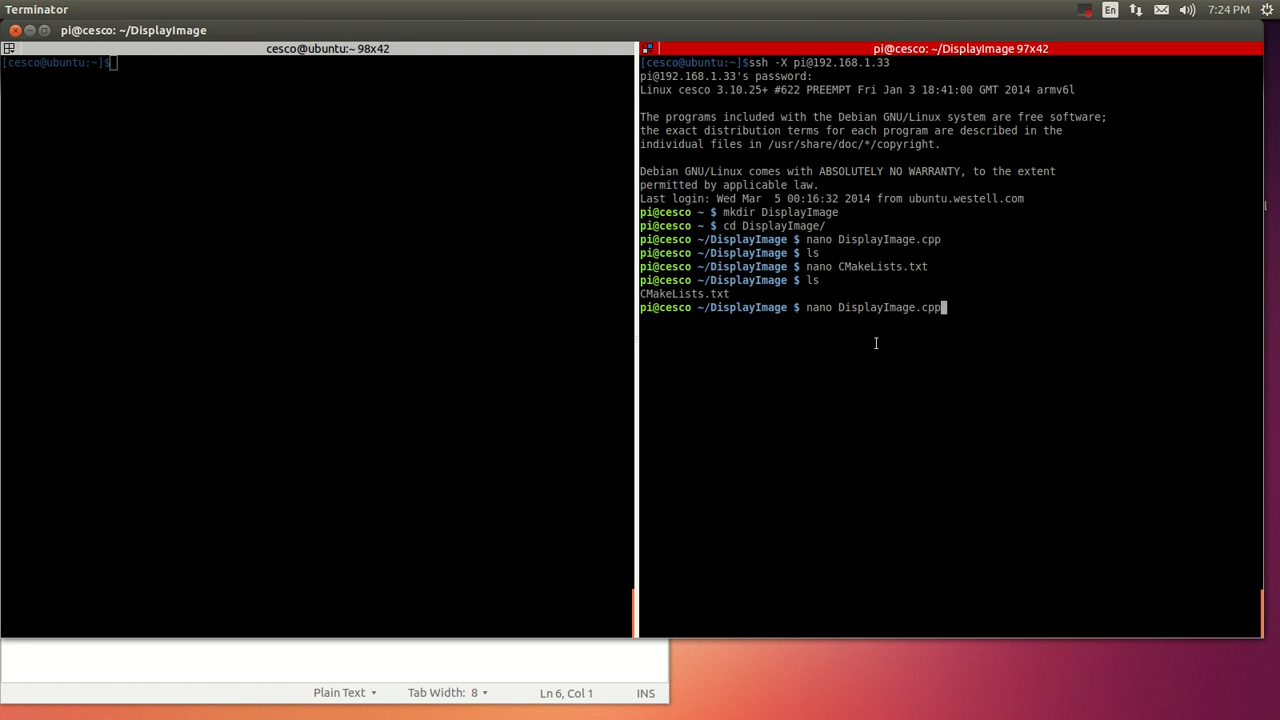 Terminator
En
7:24 PM
pi@cesco: ~/DisplayImage
cesco@ubuntu:~ 98x42
[cesco@ubuntu:~]$
pi@cesco: ~/DisplayImage 97x42
[cesco@ubuntu:~]$ssh -X pi@192.168.1.33
pi@192.168.1.33's password:
Linux cesco 3.10.25+ #622 PREEMPT Fri Jan 3 18:41:00 GMT 2014 armv6l
The programs included with the Debian GNU/Linux system are free software;
the exact distribution terms for each program are described in the
individual files in /usr/share/doc/*/copyright.
Debian GNU/Linux comes with ABSOLUTELY NO WARRANTY, to the extent
permitted by applicable law.
Last login: Wed Mar  5 00:16:32 2014 from ubuntu.westell.com
pi@cesco ~ $ mkdir DisplayImage
pi@cesco ~ $ cd DisplayImage/
pi@cesco ~/DisplayImage $ nano DisplayImage.cpp
pi@cesco ~/DisplayImage $ ls
pi@cesco ~/DisplayImage $ nano CMakeLists.txt
pi@cesco ~/DisplayImage $ ls
CMakeLists.txt
pi@cesco ~/DisplayImage $ nano DisplayImage.cpp
Plain Text
Tab Width: 8
Ln 6, Col 1
INS